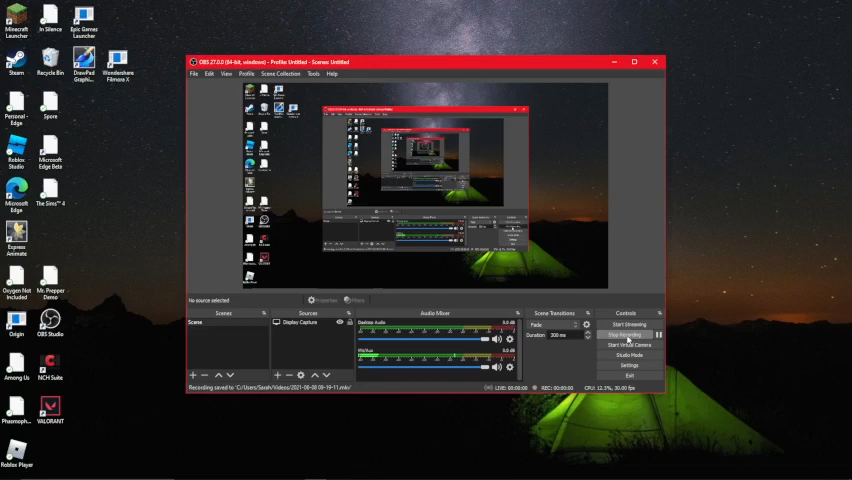 Minecraft
Launcher
In Silence
Epic Games
Launcher
Steam
Recycle Bin
DrawPad
Graphi...
Wondershare
Filmora X
Personal -
Edge
Spore
Roblox
Studio
Microsoft
Edge Beta
Microsoft
Edge
The Sims™ 4
Express
Animate
Oxygen Not
Included
Mr. Prepper
Demo
Origin
OBS Studio
Among Us
NCH Suite
Phasmoph...
VALORANT
Roblox Player
OBS 27.0.0 (64-bit, windows) - Profile: Untitled - Scenes: Untitled
File Edit View Profile Scene Collection Tools Help
No source selected
Properties Filters
Scenes
Scene
Sources
Display Capture
Audio Mixer
Desktop Audio 0.0 dB
Mic/Aux 0.0 dB
Scene Transitions
Fade
Duration 300 ms
Controls
Start Streaming
Stop Recording
Start Virtual Camera
Studio Mode
Settings
Exit
Recording saved to 'C:/Users/Sarah/Videos/2021-06-08 09-19-11.mkv'
LIVE: 00:00:00 REC: 00:00:00 CPU: 12.3%, 30.00 fps